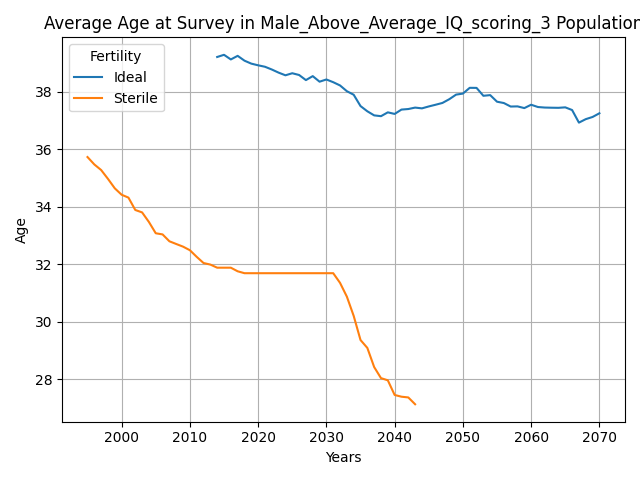 Average Age at Survey in Male_Above_Average_IQ_scoring_3 Population
Fertility
Ideal
Sterile
Age
38
36
34
32
30
28
2000 2010 2020 2030 2040 2050 2060 2070
Years